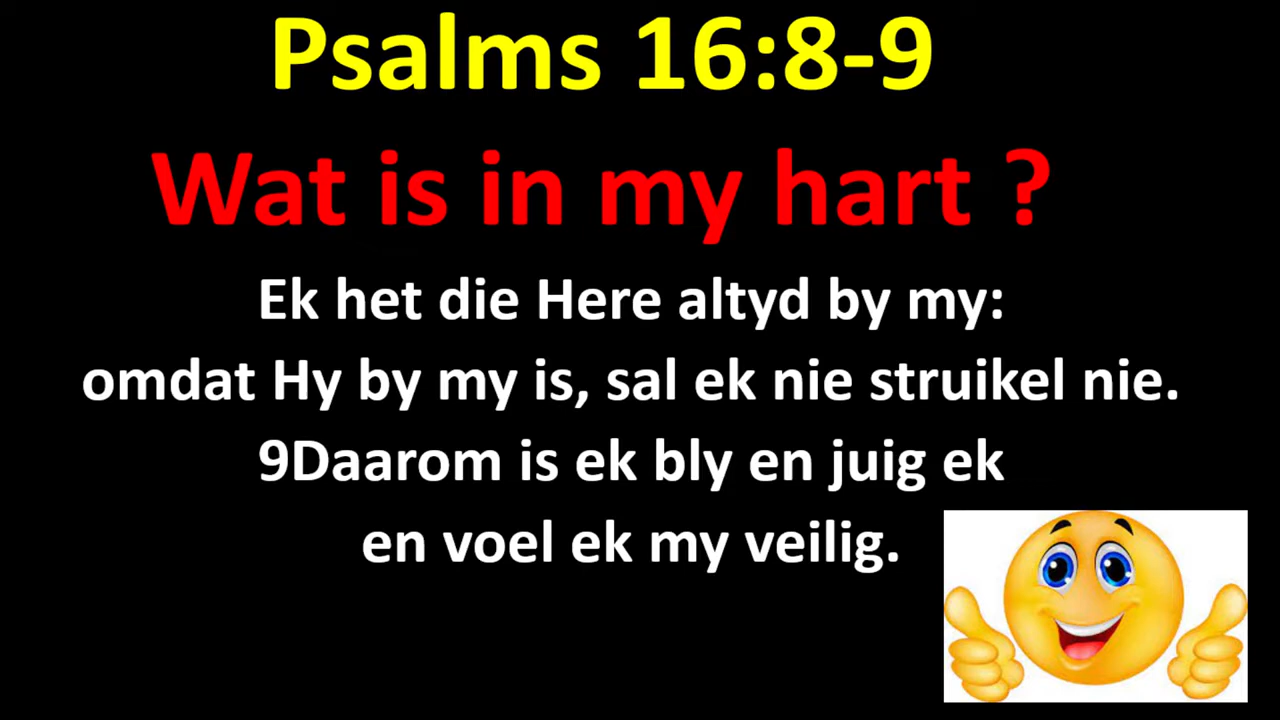 Psalms 16:8-9
Wat is in my hart ?
Ek het die Here altyd by my:
omdat Hy by my is, sal ek nie struikel nie.
9Daarom is ek bly en juig ek
en voel ek my veilig.